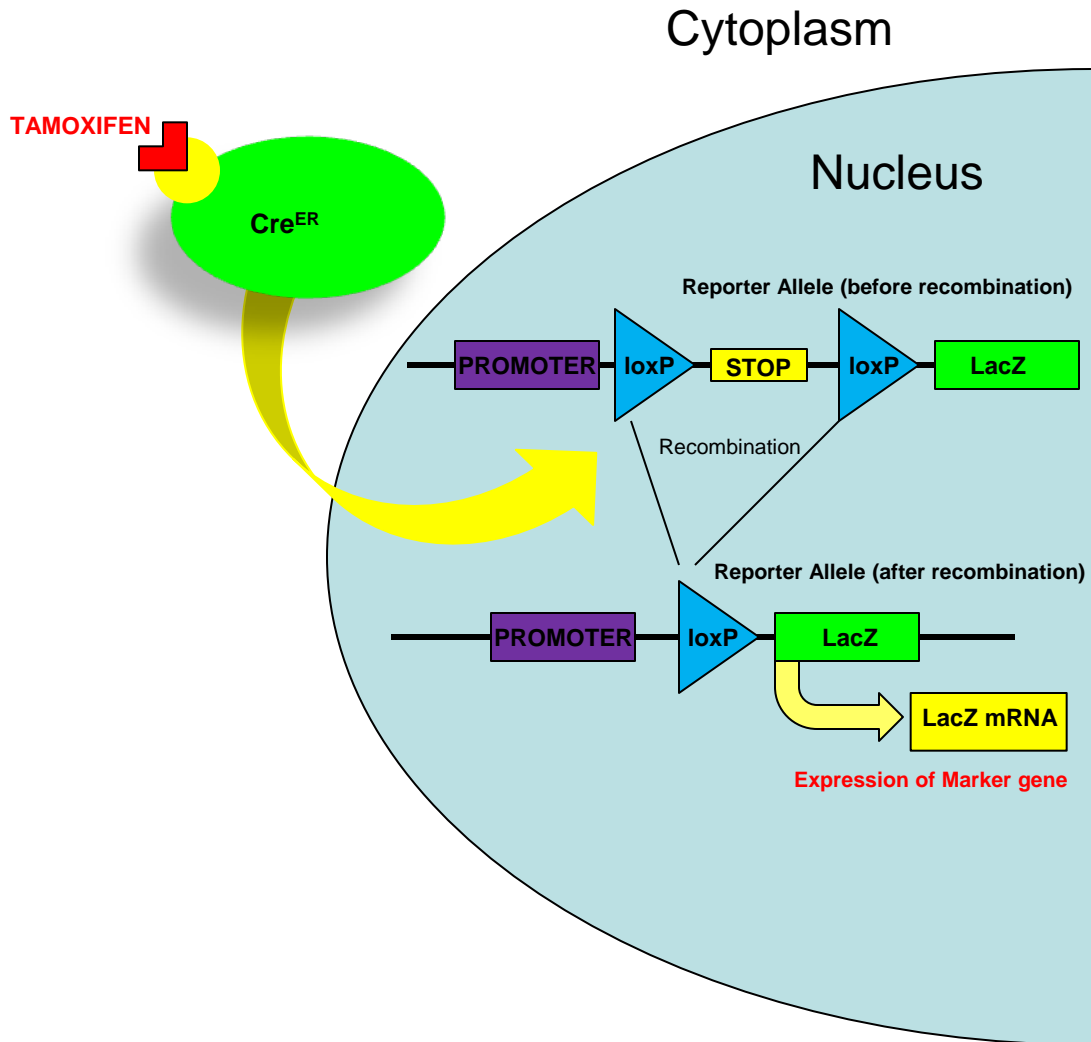 Cytoplasm
TAMOXIFEN
Nucleus
Cre^ER
Reporter Allele (before recombination)
PROMOTER loxP STOP loxP LacZ
Recombination
Reporter Allele (after recombination)
PROMOTER loxP LacZ
LacZ mRNA
Expression of Marker gene